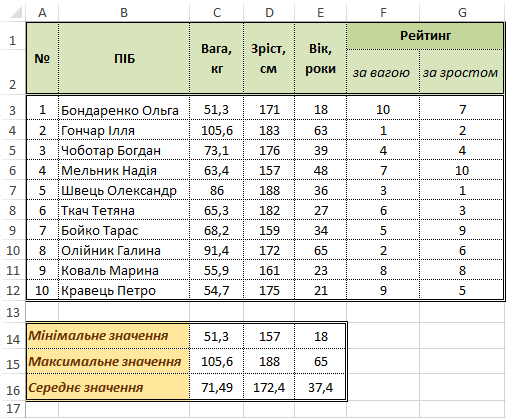 A B C D E F G
1 № ПІБ Вага, кг Зріст, см Вік, роки Рейтинг
2 за вагою за зростом
3 1 Бондаренко Ольга 51,3 171 18 10 7
4 2 Гончар Ілля 105,6 183 63 1 2
5 3 Чоботар Богдан 73,1 176 39 4 4
6 4 Мельник Надія 63,4 157 48 7 10
7 5 Швець Олександр 86 188 36 3 1
8 6 Ткач Тетяна 65,3 182 27 6 3
9 7 Бойко Тарас 68,2 159 34 5 9
10 8 Олійник Галина 91,4 172 65 2 6
11 9 Коваль Марина 55,9 161 23 8 8
12 10 Кравець Петро 54,7 175 21 9 5
13
14 Мінімальне значення 51,3 157 18
15 Максимальне значення 105,6 188 65
16 Середнє значення 71,49 172,4 37,4
17